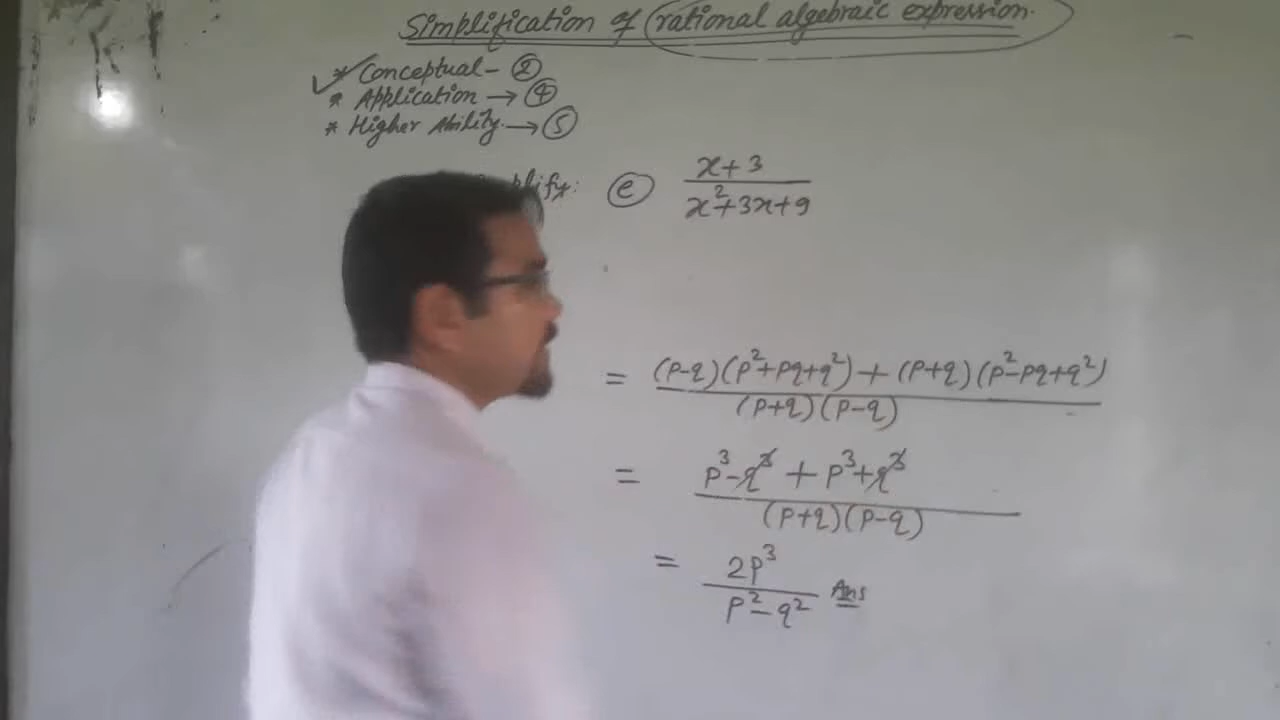 Simplification of rational algebraic expression.
* Conceptual - ②
* Application → ④
* Higher Ability. → ⑤
ⓔ x+3 / x²+3x+9
= (p-q)(p²+pq+q²) + (p+q)(p²-pq+q²) / (p+q)(p-q)
= p³-q³ + p³+q³ / (p+q)(p-q)
= 2p³ / p²-q² Ans